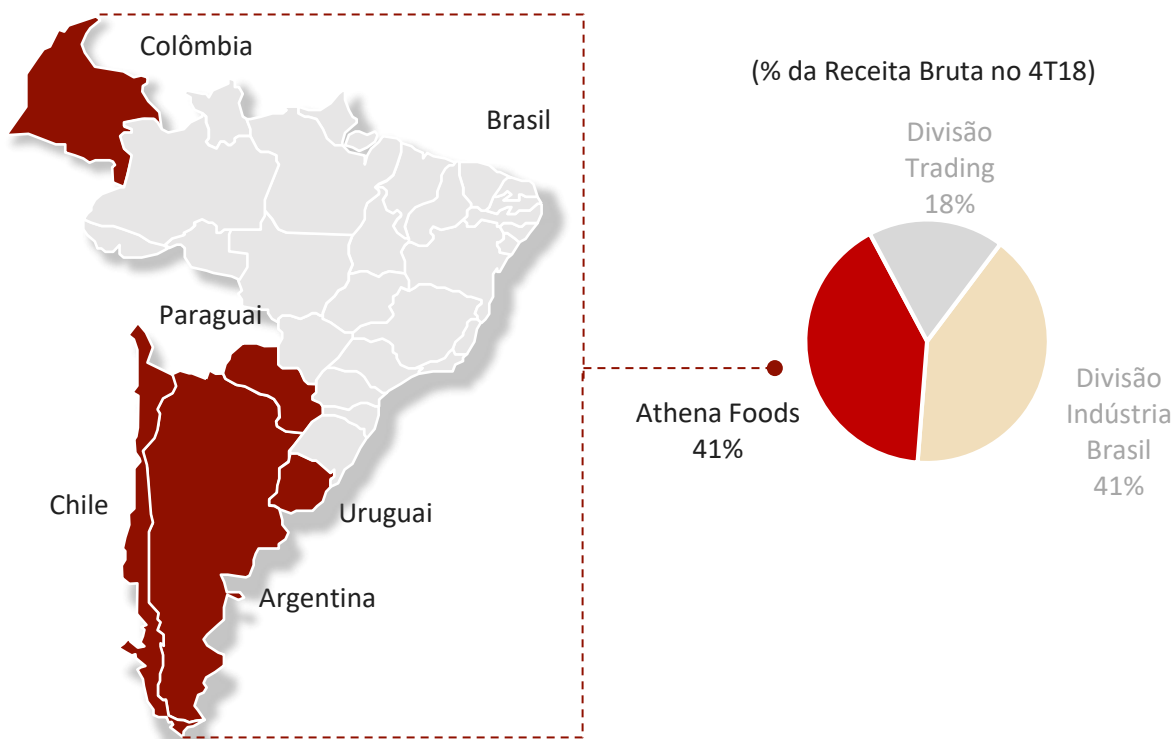 Colômbia
Brasil
Paraguai
Chile
Uruguai
Argentina
(% da Receita Bruta no 4T18)
Divisão
Trading
18%
Athena Foods
41%
Divisão
Indústria
Brasil
41%